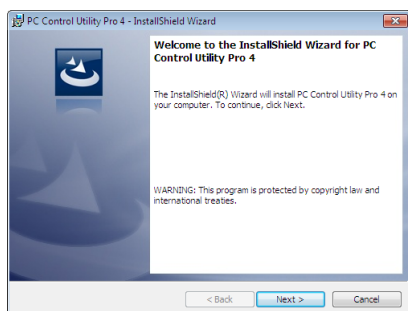 PC Control Utility Pro 4 - InstallShield Wizard
Welcome to the InstallShield Wizard for PC
Control Utility Pro 4
The InstallShield(R) Wizard will install PC Control Utility Pro 4 on
your computer. To continue, click Next.
WARNING: This program is protected by copyright law and
international treaties.
< Back
Next >
Cancel